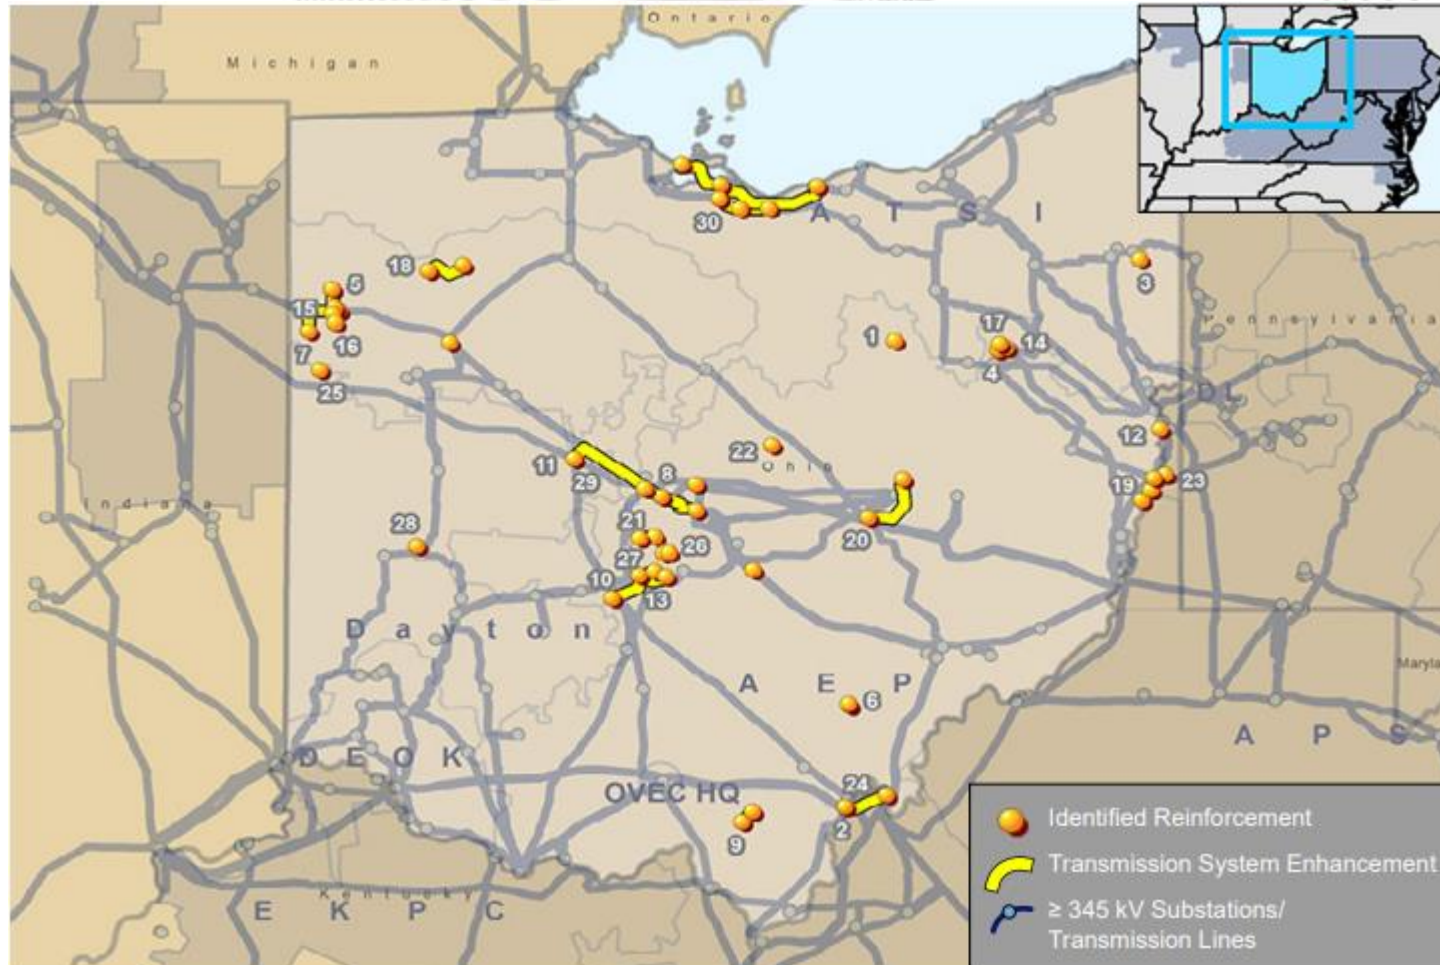 Ontario
Michigan
30
A T S I
18
5
3
15
Pennsylvania
7
16
1
17
14
4
25
DL
12
22
Ohio
11
8
29
19
23
Indiana
28
21
20
27
26
10
13
Dayton
Maryla
A E P
6
A P S
D E O K
24
OVEC HQ
2
9
Kentucky
E K P C
Identified Reinforcement
Transmission System Enhancement
≥ 345 kV Substations/
Transmission Lines